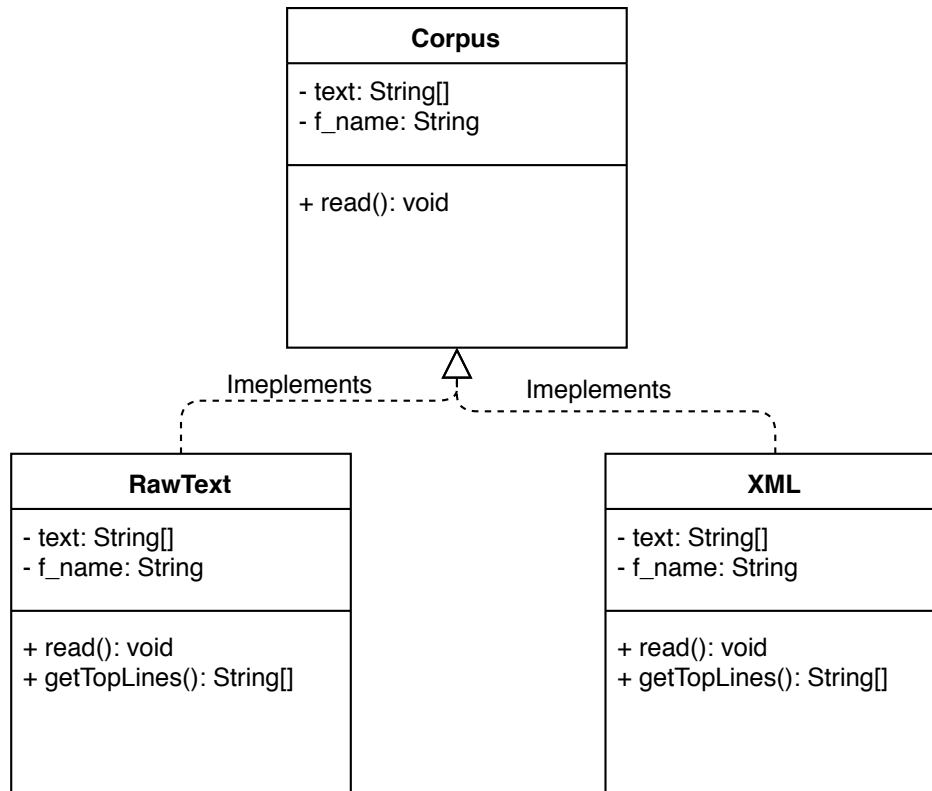 Corpus
- text: String[]
- f_name: String
+ read(): void
Imeplements
Imeplements
RawText
- text: String[]
- f_name: String
+ read(): void
+ getTopLines(): String[]
XML
- text: String[]
- f_name: String
+ read(): void
+ getTopLines(): String[]